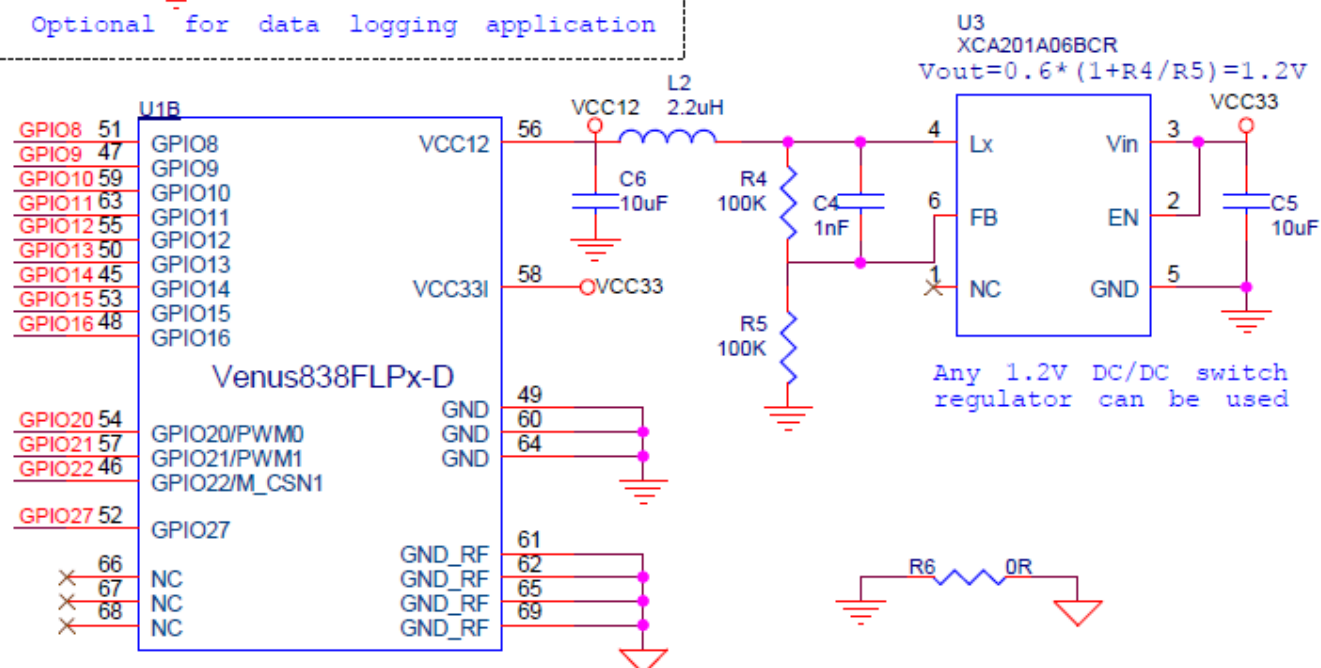 Optional for data logging application
U3
XCA201A06BCR
Vout=0.6*(1+R4/R5)=1.2V
U1B
GPIO8 51 GPIO8
GPIO9 47 GPIO9
GPIO10 59 GPIO10
GPIO11 63 GPIO11
GPIO12 55 GPIO12
GPIO13 50 GPIO13
GPIO14 45 GPIO14
GPIO15 53 GPIO15
GPIO16 48 GPIO16
Venus838FLPx-D
GPIO20 54 GPIO20/PWM0
GPIO21 57 GPIO21/PWM1
GPIO22 46 GPIO22/M_CSN1
GPIO27 52 GPIO27
66 NC
67 NC
68 NC
VCC12 56
VCC33I 58 VCC33
GND 49
GND 60
GND 64
GND_RF 61
GND_RF 62
GND_RF 65
GND_RF 69
VCC12
L2
2.2uH
C6
10uF
R4
100K
C4
1nF
R5
100K
4 Lx
6 FB
1 NC
Vin 3
EN 2
GND 5
VCC33
C5
10uF
Any 1.2V DC/DC switch
regulator can be used
R6 0R